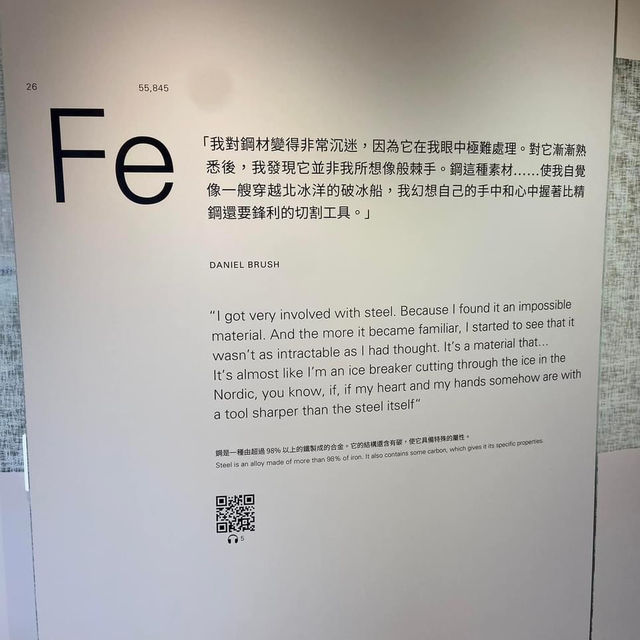 26
55,845
Fe
「我對鋼材變得非常沉迷，因為它在我眼中極難處理。對它漸漸熟
悉後，我發現它並非我所想像般棘手。鋼這種素材……使我自覺
像一艘穿越北冰洋的破冰船，我幻想自己的手中和心中握著比精
鋼還要鋒利的切割工具。」
DANIEL BRUSH
“I got very involved with steel. Because I found it an impossible
material. And the more it became familiar, I started to see that it
wasn’t as intractable as I had thought. It’s a material that...
It’s almost like I’m an ice breaker cutting through the ice in the
Nordic, you know, if, if my heart and my hands somehow are with
a tool sharper than the steel itself“
鋼是一種由超過 98% 以上的鐵製成的合金。它的結構還含有碳，使它具備特殊的屬性。
Steel is an alloy made of more than 98% of iron. It also contains some carbon, which gives it its specific properties.
5